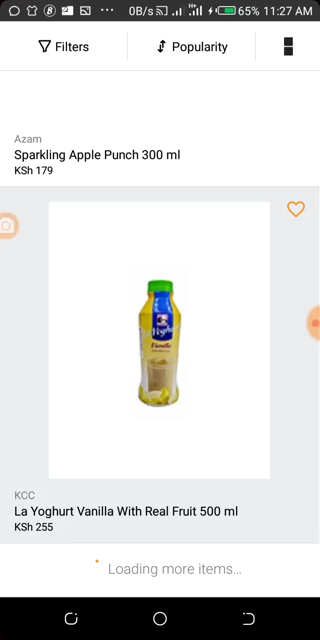 0B/s 65% 11:27 AM
Filters Popularity
Azam
Sparkling Apple Punch 300 ml
KSh 179
Vanilla
KCC
La Yoghurt Vanilla With Real Fruit 500 ml
KSh 255
Loading more items...